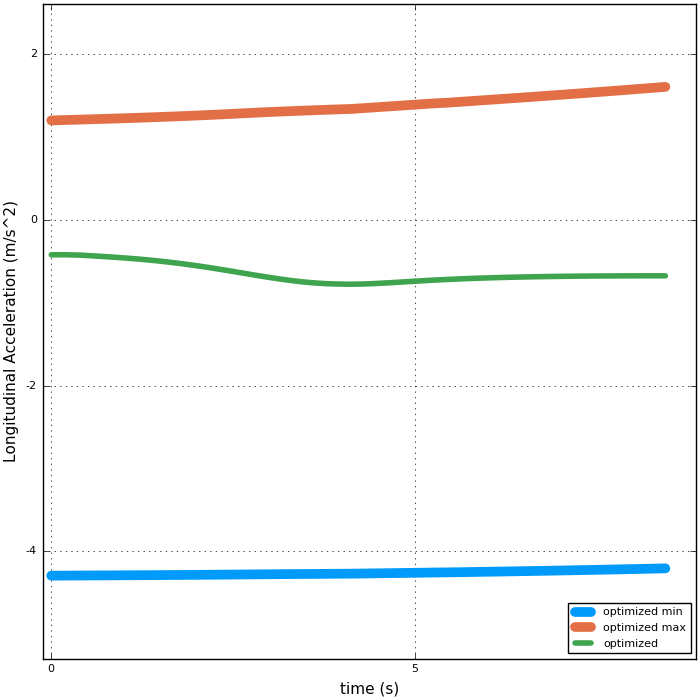 2
0
-2
-4
Longitudinal Acceleration (m/s^2)
optimized min
optimized max
optimized
0
5
time (s)